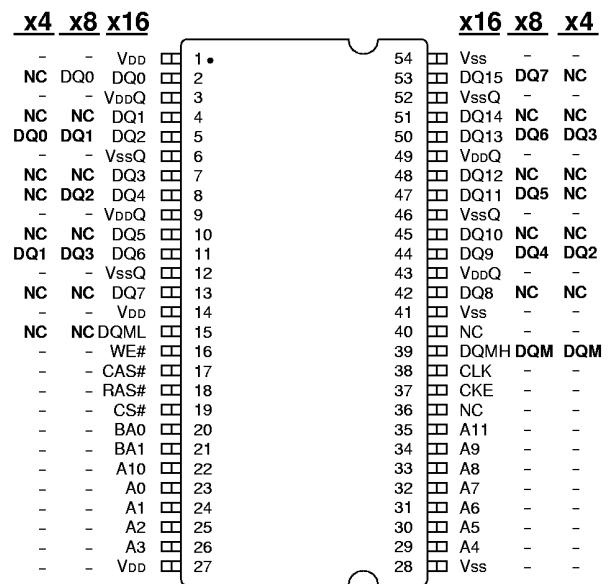 x4 x8 x16 x16 x8 x4
- - VDD 1 54 Vss - -
NC DQ0 DQ0 2 53 DQ15 DQ7 NC
- - VDDQ 3 52 VssQ - -
NC NC DQ1 4 51 DQ14 NC NC
DQ0 DQ1 DQ2 5 50 DQ13 DQ6 DQ3
- - VssQ 6 49 VDDQ - -
NC NC DQ3 7 48 DQ12 NC NC
NC DQ2 DQ4 8 47 DQ11 DQ5 NC
- - VDDQ 9 46 VssQ - -
NC NC DQ5 10 45 DQ10 NC NC
DQ1 DQ3 DQ6 11 44 DQ9 DQ4 DQ2
- - VssQ 12 43 VDDQ - -
NC NC DQ7 13 42 DQ8 NC NC
- - VDD 14 41 Vss - -
NC NC DQML 15 40 NC - -
- - WE# 16 39 DQMH DQM DQM
- - CAS# 17 38 CLK - -
- - RAS# 18 37 CKE - -
- - CS# 19 36 NC - -
- - BA0 20 35 A11 - -
- - BA1 21 34 A9 - -
- - A10 22 33 A8 - -
- - A0 23 32 A7 - -
- - A1 24 31 A6 - -
- - A2 25 30 A5 - -
- - A3 26 29 A4 - -
- - VDD 27 28 Vss - -